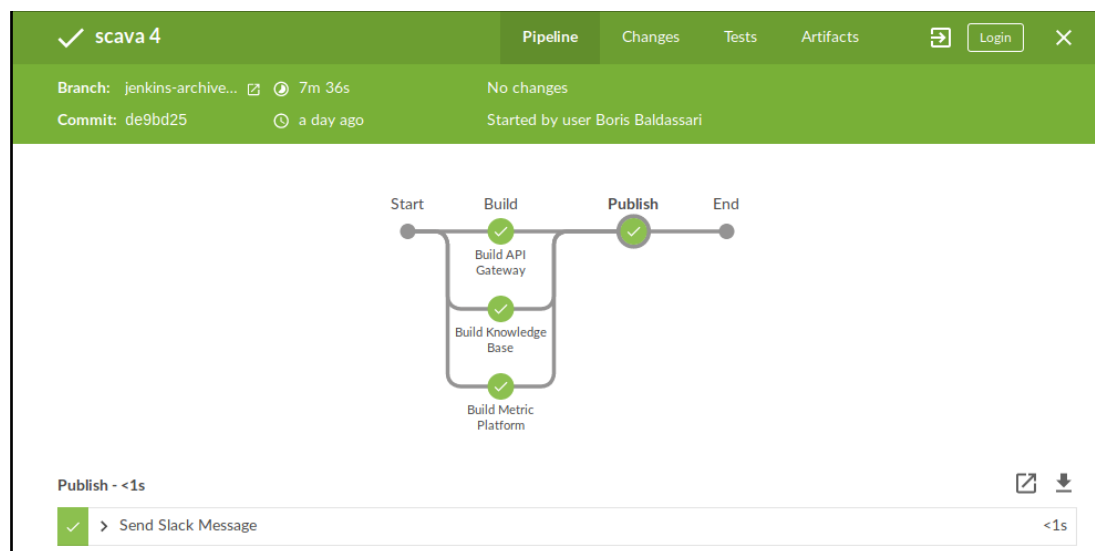 scava 4
Pipeline
Changes
Tests
Artifacts
Login
Branch: jenkins-archive...
7m 36s
No changes
Commit: de9bd25
a day ago
Started by user Boris Baldassari
Start
Build
Publish
End
Build API
Gateway
Build Knowledge
Base
Build Metric
Platform
Publish - <1s
Send Slack Message
<1s